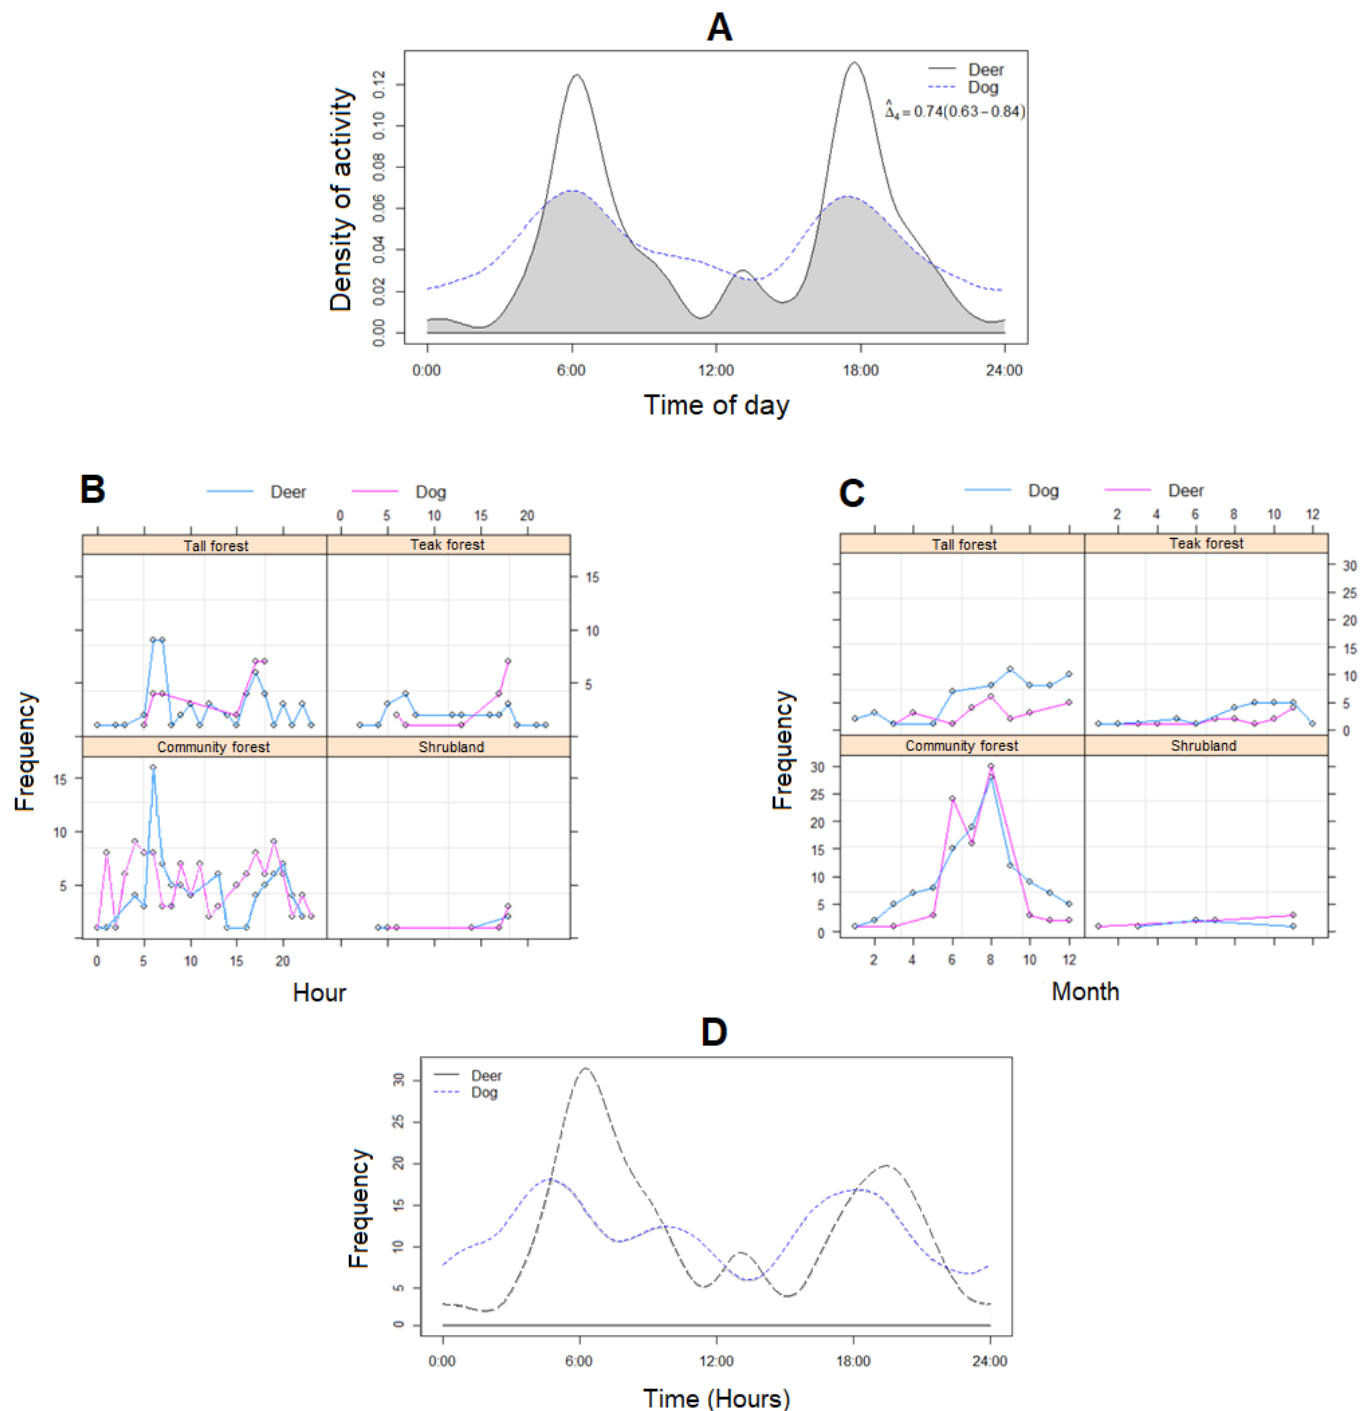 A
Deer
Dog
Δ̂₄ = 0.74(0.63 − 0.84)
Density of activity
0.12
0.10
0.08
0.06
0.04
0.02
0.00
0:00 6:00 12:00 18:00 24:00
Time of day
B
Deer Dog
0 5 10 15 20
Tall forest Teak forest
15
10
5
Community forest Shrubland
15
10
5
Frequency
0 5 10 15 20
Hour
C
Dog Deer
2 4 6 8 10 12
Tall forest Teak forest
30
25
20
15
10
5
0
Community forest Shrubland
30
25
20
15
10
5
0
Frequency
2 4 6 8 10 12
Month
D
Deer
Dog
Frequency
30
25
20
15
10
5
0
0:00 6:00 12:00 18:00 24:00
Time (Hours)